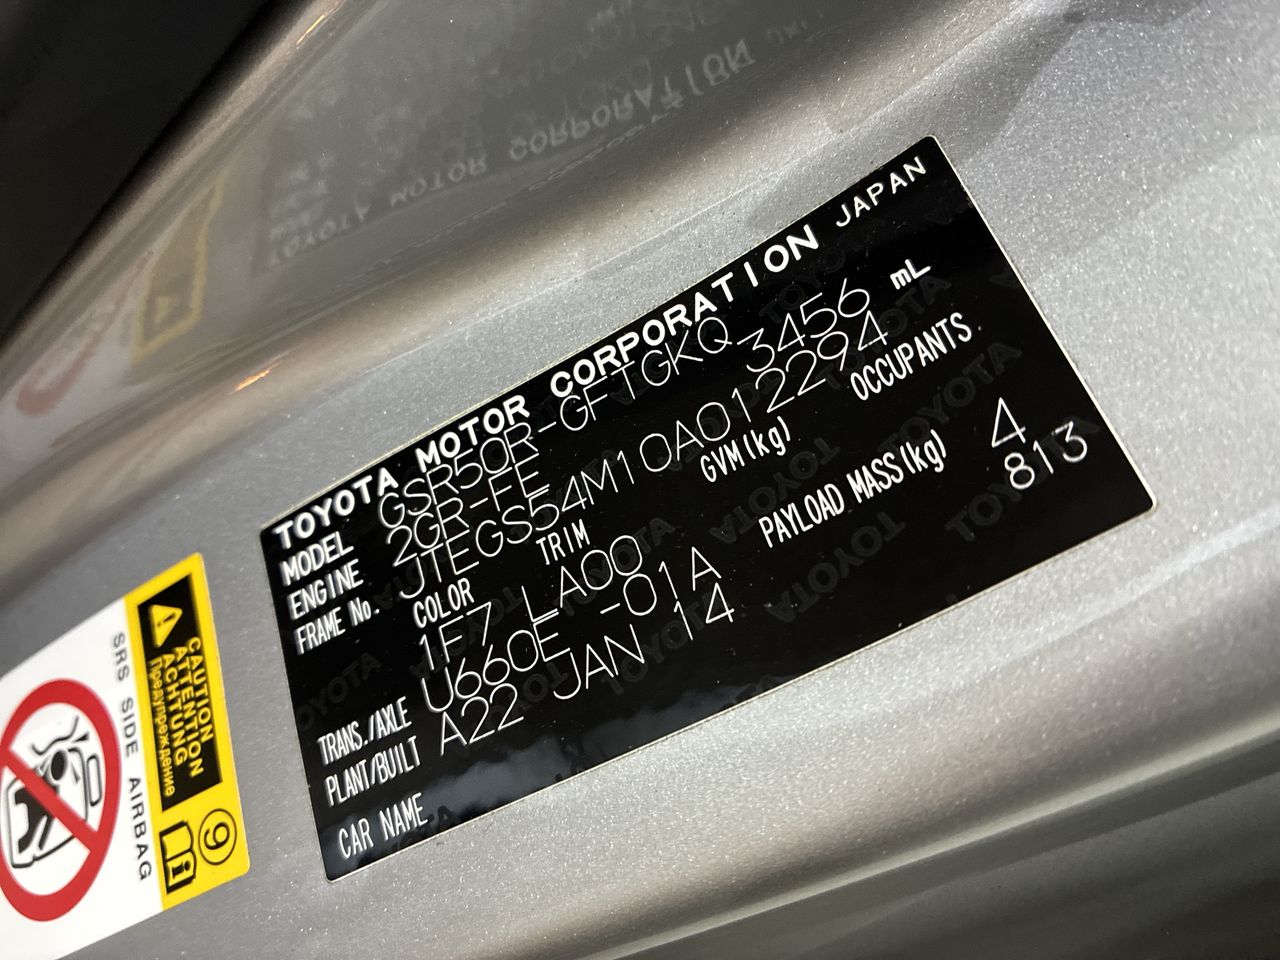 TOYOTA MOTOR CORPORATION JAPAN
MODEL GSR50R-GFTGKQ
ENGINE 2GR-FE 3456 mL
FRAME No. JTEGS54M10A012294
COLOR TRIM GVM(kg) OCCUPANTS
1F7 LA00 4
TRANS./AXLE U660E -01A PAYLOAD MASS(kg) 813
PLANT/BUILT A22 JAN 14
CAR NAME
CAUTION
ATTENTION
ACHTUNG
Предупреждение
9
i
SRS SIDE AIRBAG